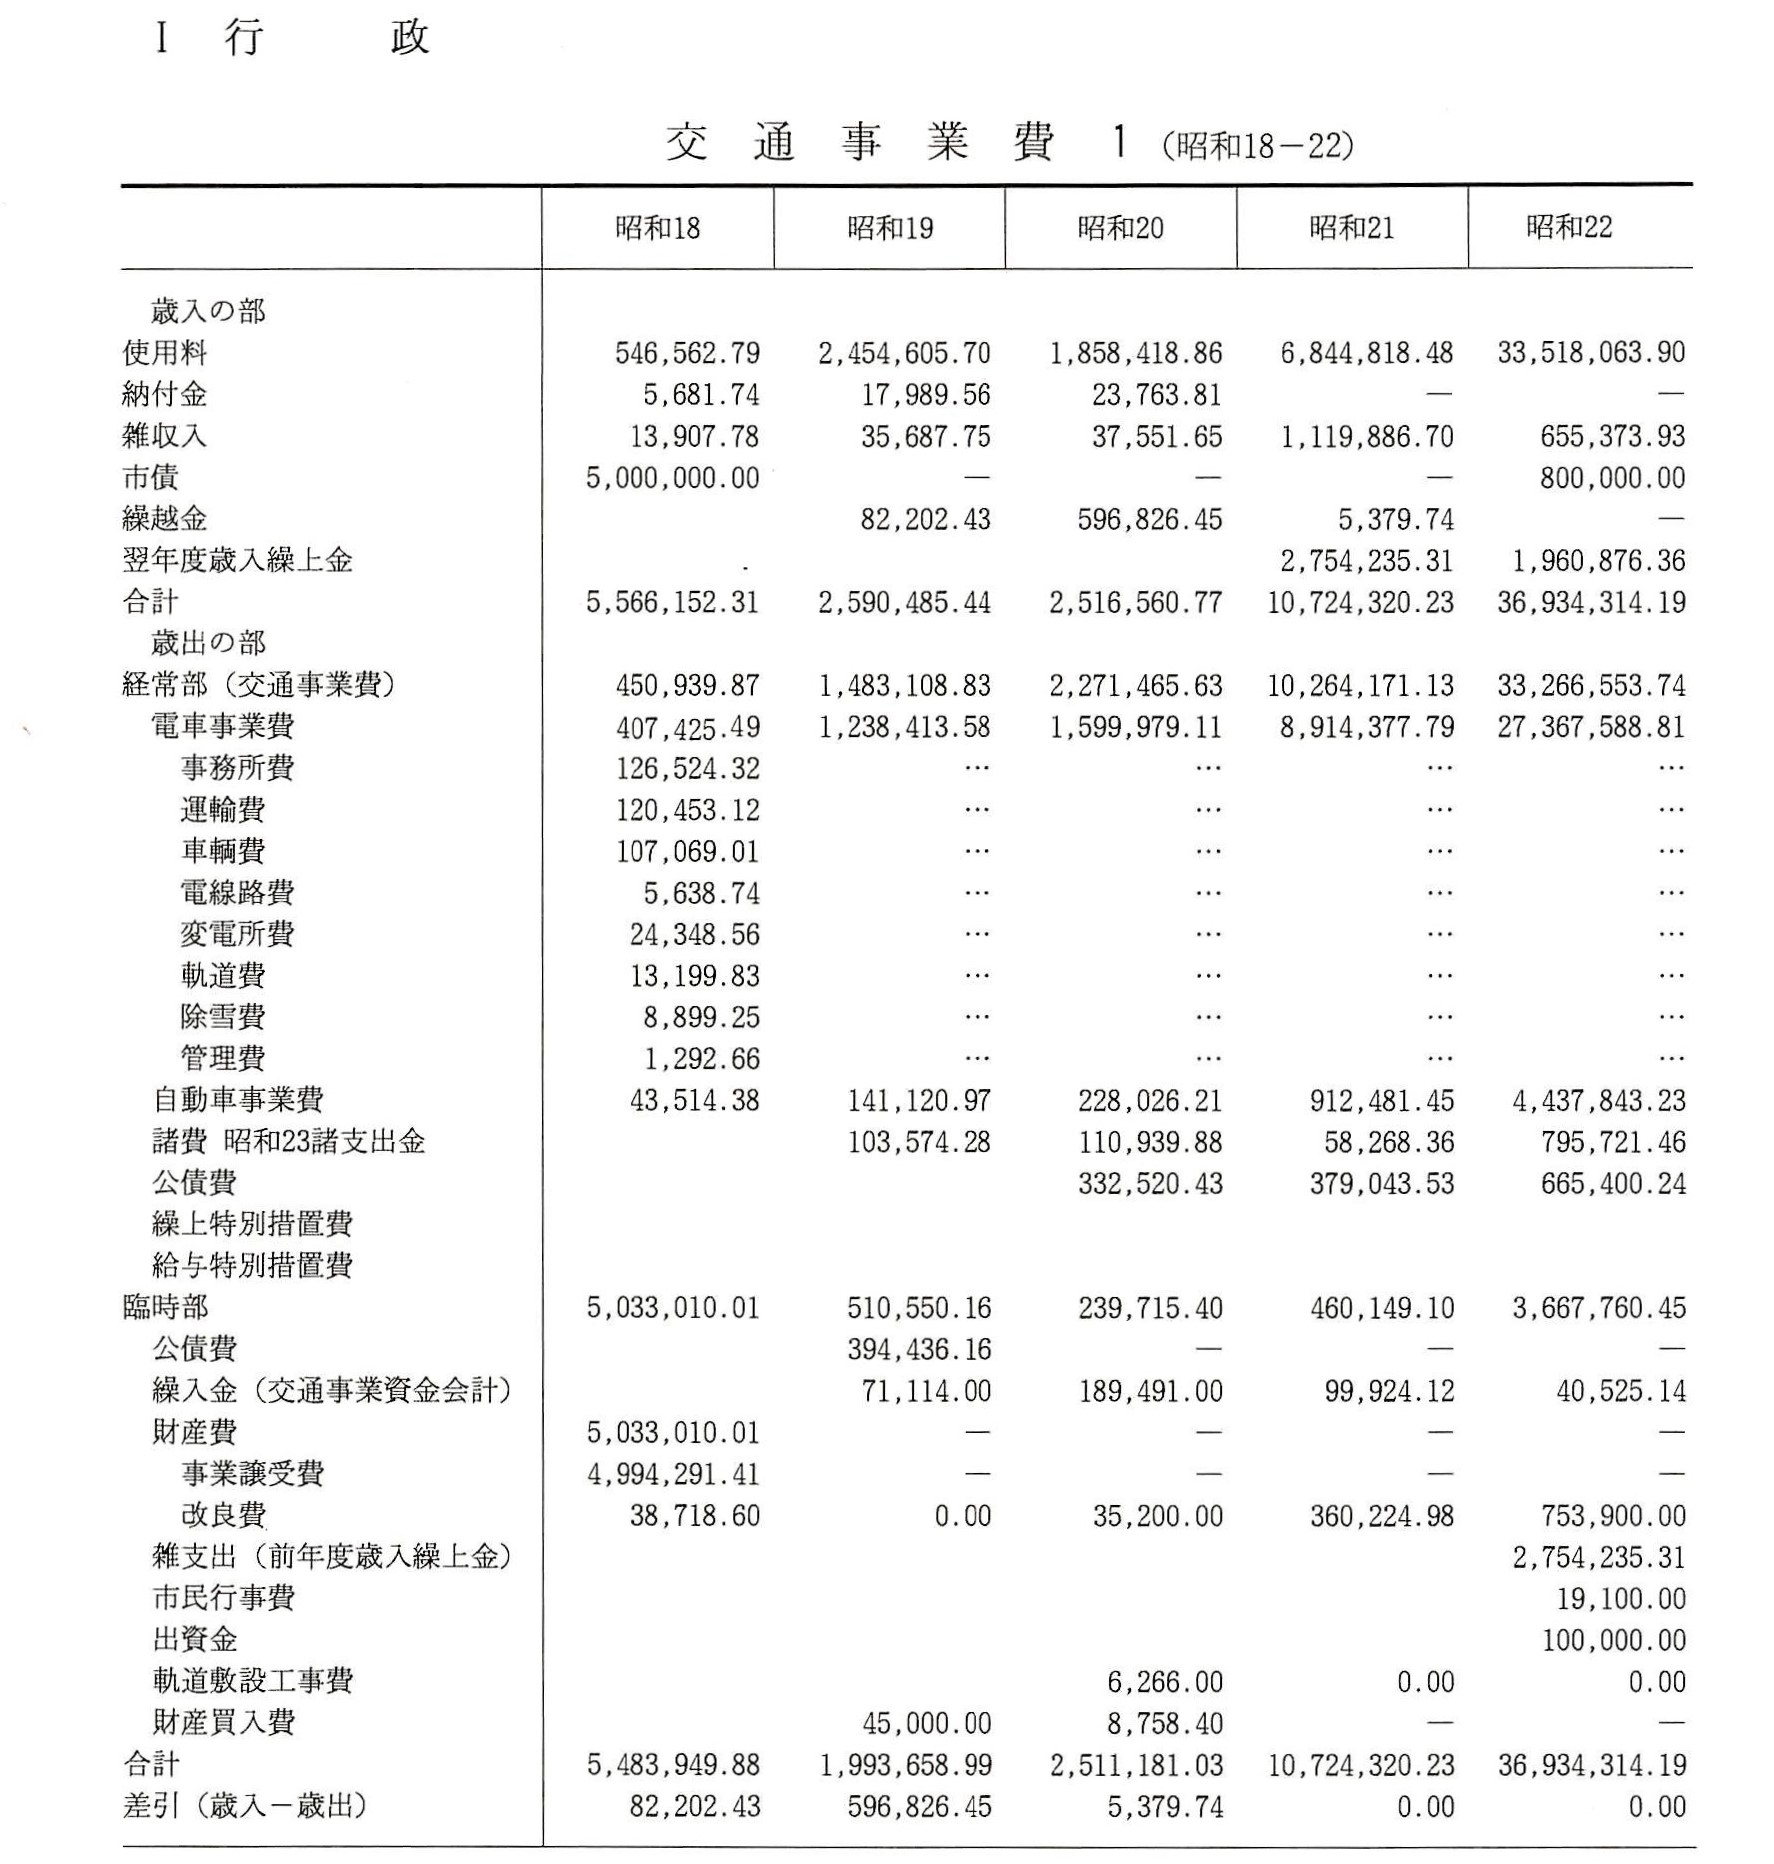 I 行 政
交通事業費 1 (昭和18-22)
昭和18 昭和19 昭和20 昭和21 昭和22
歳入の部
使用料 546,562.79 2,454,605.70 1,858,418.86 6,844,818.48 33,518,063.90
納付金 5,681.74 17,989.56 23,763.81 — —
雑収入 13,907.78 35,687.75 37,551.65 1,119,886.70 655,373.93
市債 5,000,000.00 — — — 800,000.00
繰越金 82,202.43 596,826.45 5,379.74 —
翌年度歳入繰上金 2,754,235.31 1,960,876.36
合計 5,566,152.31 2,590,485.44 2,516,560.77 10,724,320.23 36,934,314.19
歳出の部
経常部(交通事業費) 450,939.87 1,483,108.83 2,271,465.63 10,264,171.13 33,266,553.74
電車事業費 407,425.49 1,238,413.58 1,599,979.11 8,914,377.79 27,367,588.81
事務所費 126,524.32 … … … …
運輸費 120,453.12 … … … …
車輌費 107,069.01 … … … …
電線路費 5,638.74 … … … …
変電所費 24,348.56 … … … …
軌道費 13,199.83 … … … …
除雪費 8,899.25 … … … …
管理費 1,292.66 … … … …
自動車事業費 43,514.38 141,120.97 228,026.21 912,481.45 4,437,843.23
諸費 昭和23諸支出金 103,574.28 110,939.88 58,268.36 795,721.46
公債費 332,520.43 379,043.53 665,400.24
繰上特別措置費
給与特別措置費
臨時部 5,033,010.01 510,550.16 239,715.40 460,149.10 3,667,760.45
公債費 394,436.16 — — —
繰入金(交通事業資金会計) 71,114.00 189,491.00 99,924.12 40,525.14
財産費 5,033,010.01 — — — —
事業譲受費 4,994,291.41 — — — —
改良費 38,718.60 0.00 35,200.00 360,224.98 753,900.00
雑支出(前年度歳入繰上金) 2,754,235.31
市民行事費 19,100.00
出資金 100,000.00
軌道敷設工事費 6,266.00 0.00 0.00
財産買入費 45,000.00 8,758.40 — —
合計 5,483,949.88 1,993,658.99 2,511,181.03 10,724,320.23 36,934,314.19
差引(歳入-歳出) 82,202.43 596,826.45 5,379.74 0.00 0.00